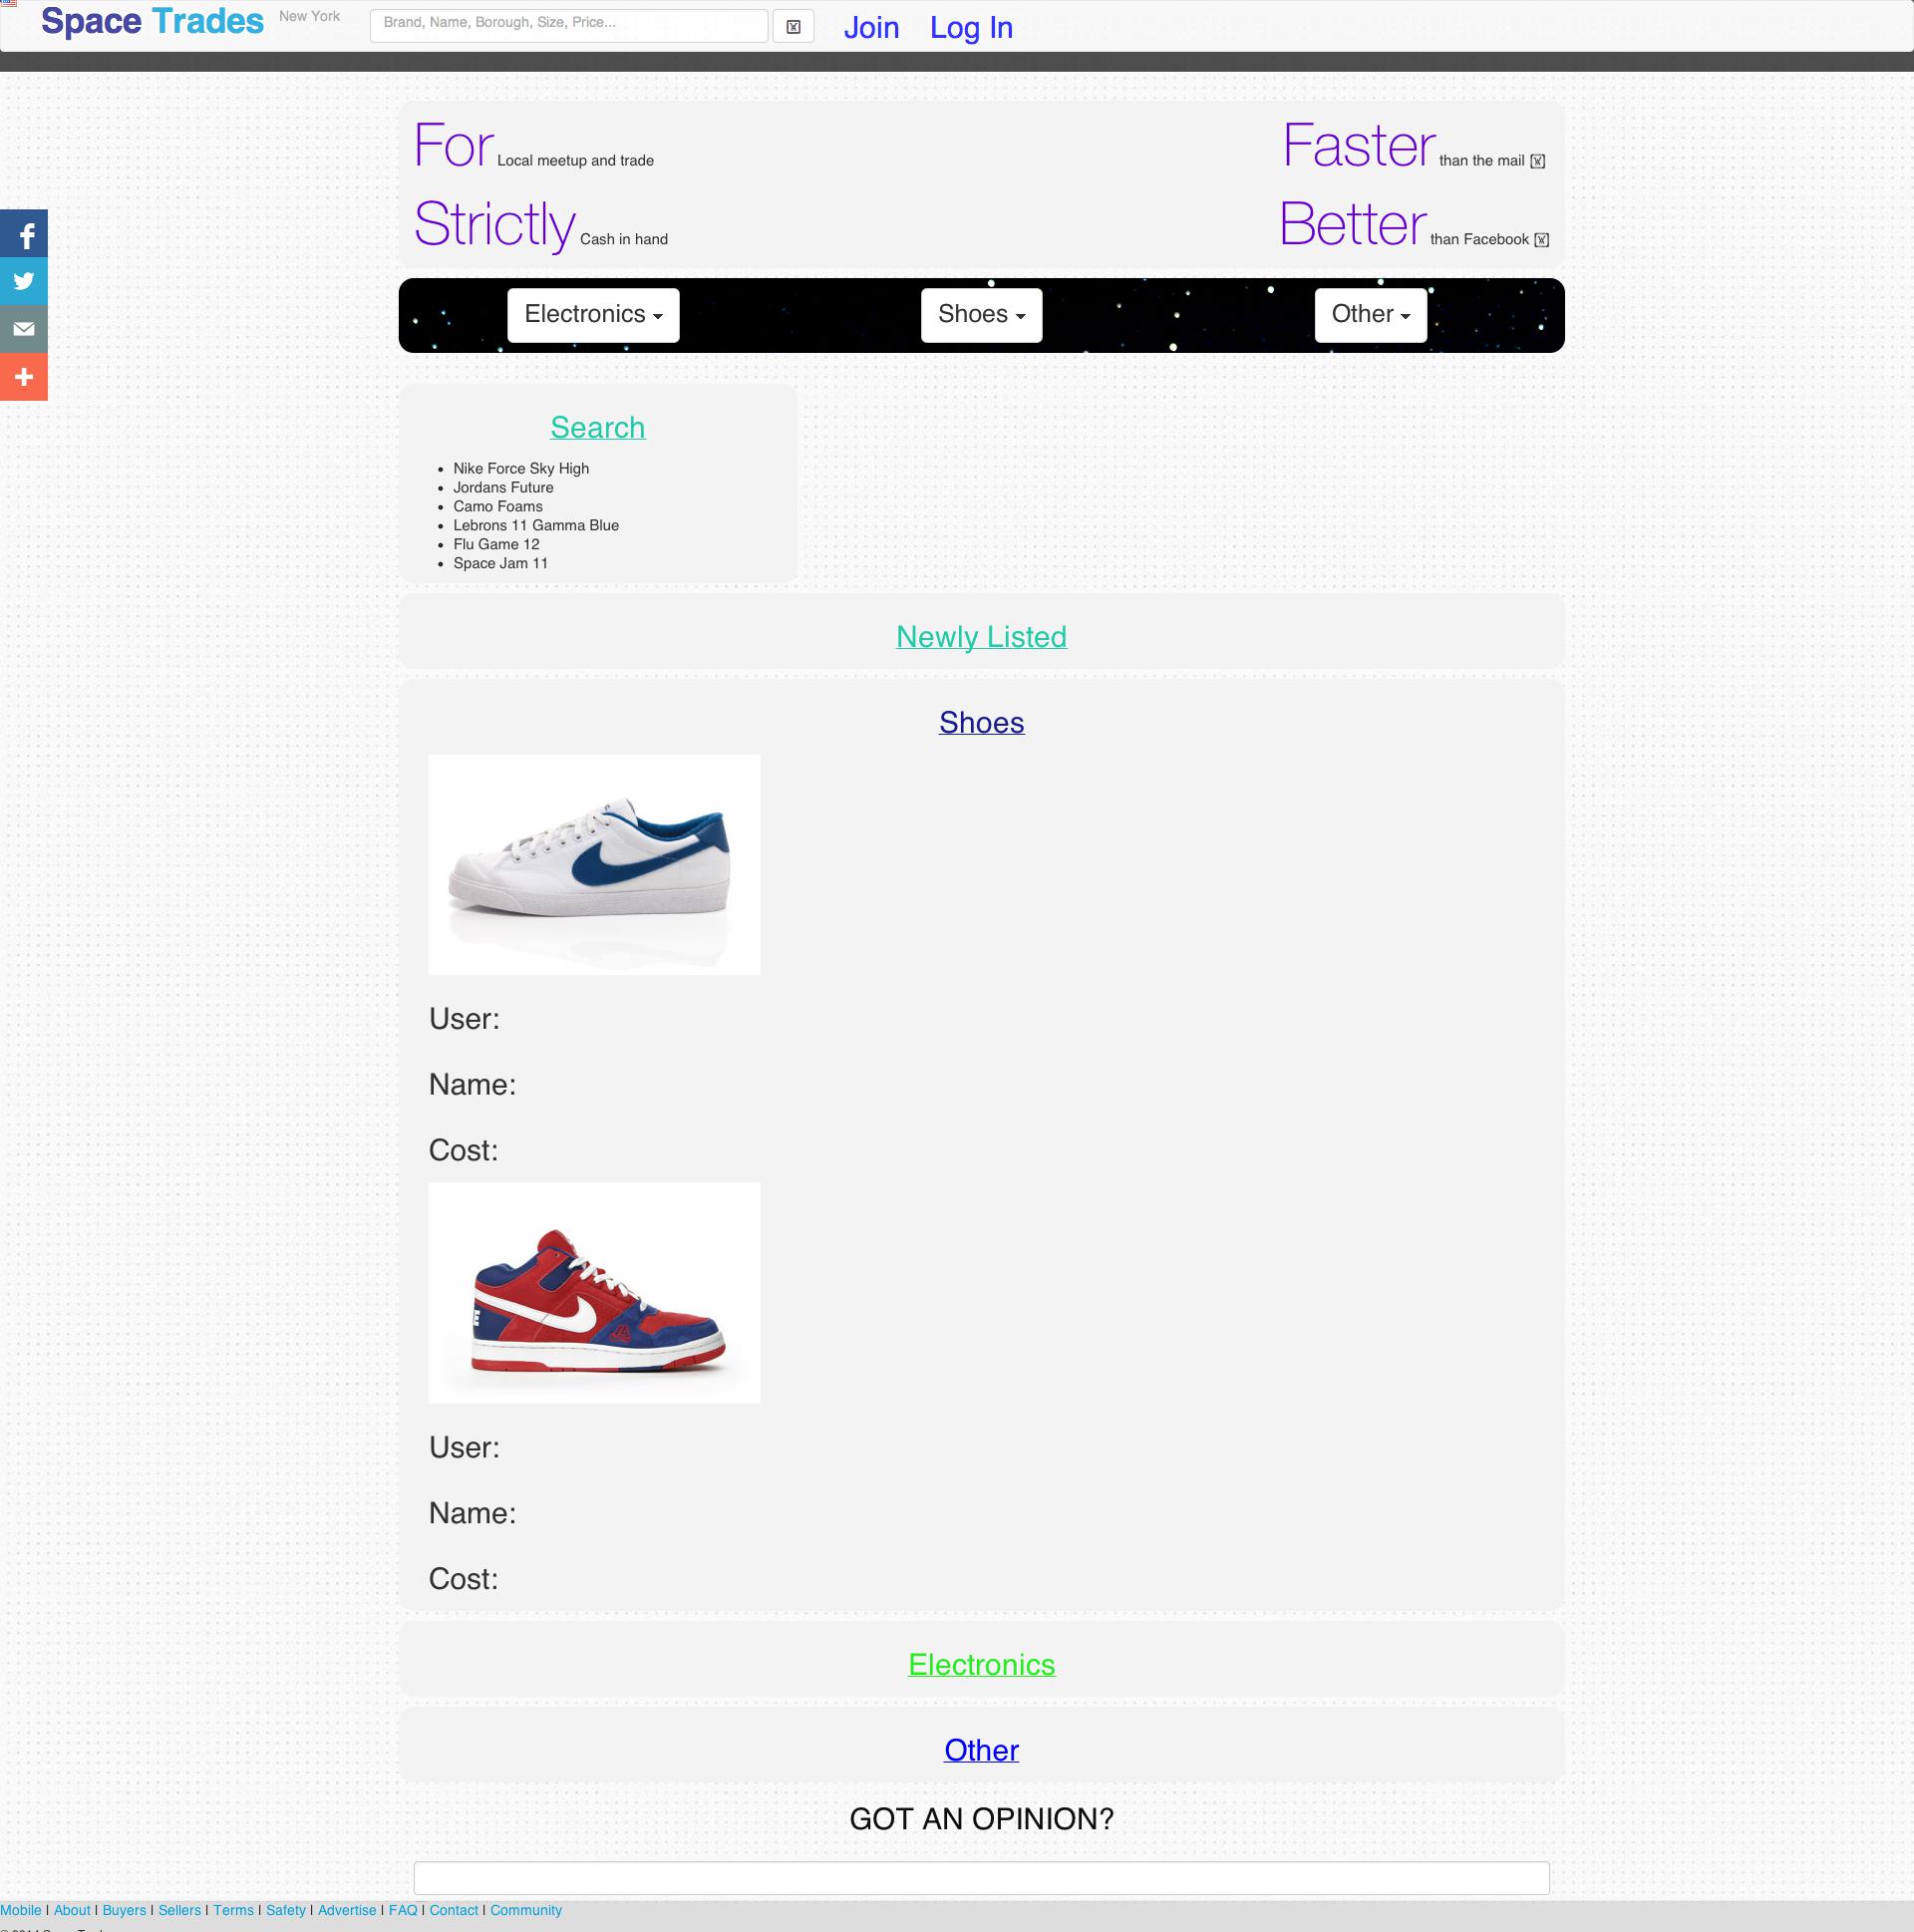 Space Trades New York Brand, Name, Borough, Size, Price... Join Log In
For Local meetup and trade Faster than the mail
Strictly Cash in hand Better than Facebook
Electronics Shoes Other
Search
Nike Force Sky High
Jordans Future
Camo Foams
Lebrons 11 Gamma Blue
Flu Game 12
Space Jam 11
Newly Listed
Shoes
User:
Name:
Cost:
User:
Name:
Cost:
Electronics
Other
GOT AN OPINION?
Mobile | About | Buyers | Sellers | Terms | Safety | Advertise | FAQ | Contact | Community